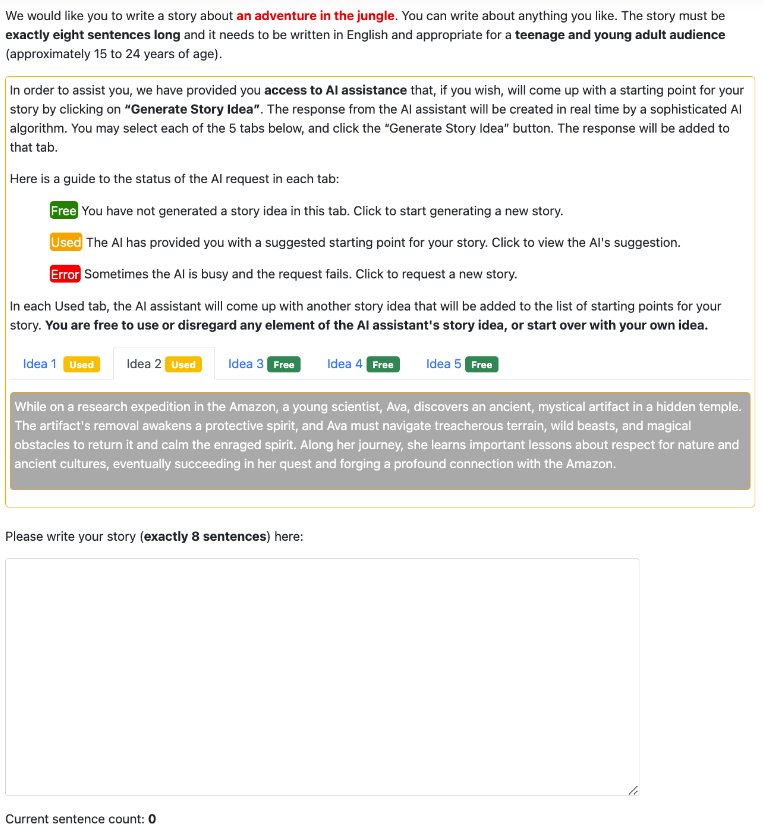 We would like you to write a story about an adventure in the jungle. You can write about anything you like. The story must be
exactly eight sentences long and it needs to be written in English and appropriate for a teenage and young adult audience
(approximately 15 to 24 years of age).
In order to assist you, we have provided you access to AI assistance that, if you wish, will come up with a starting point for your
story by clicking on “Generate Story Idea”. The response from the AI assistant will be created in real time by a sophisticated AI
algorithm. You may select each of the 5 tabs below, and click the “Generate Story Idea” button. The response will be added to
that tab.
Here is a guide to the status of the AI request in each tab:
Free You have not generated a story idea in this tab. Click to start generating a new story.
Used The AI has provided you with a suggested starting point for your story. Click to view the AI's suggestion.
Error Sometimes the AI is busy and the request fails. Click to request a new story.
In each Used tab, the AI assistant will come up with another story idea that will be added to the list of starting points for your
story. You are free to use or disregard any element of the AI assistant's story idea, or start over with your own idea.
Idea 1 Used Idea 2 Used Idea 3 Free Idea 4 Free Idea 5 Free
While on a research expedition in the Amazon, a young scientist, Ava, discovers an ancient, mystical artifact in a hidden temple.
The artifact's removal awakens a protective spirit, and Ava must navigate treacherous terrain, wild beasts, and magical
obstacles to return it and calm the enraged spirit. Along her journey, she learns important lessons about respect for nature and
ancient cultures, eventually succeeding in her quest and forging a profound connection with the Amazon.
Please write your story (exactly 8 sentences) here:
Current sentence count: 0